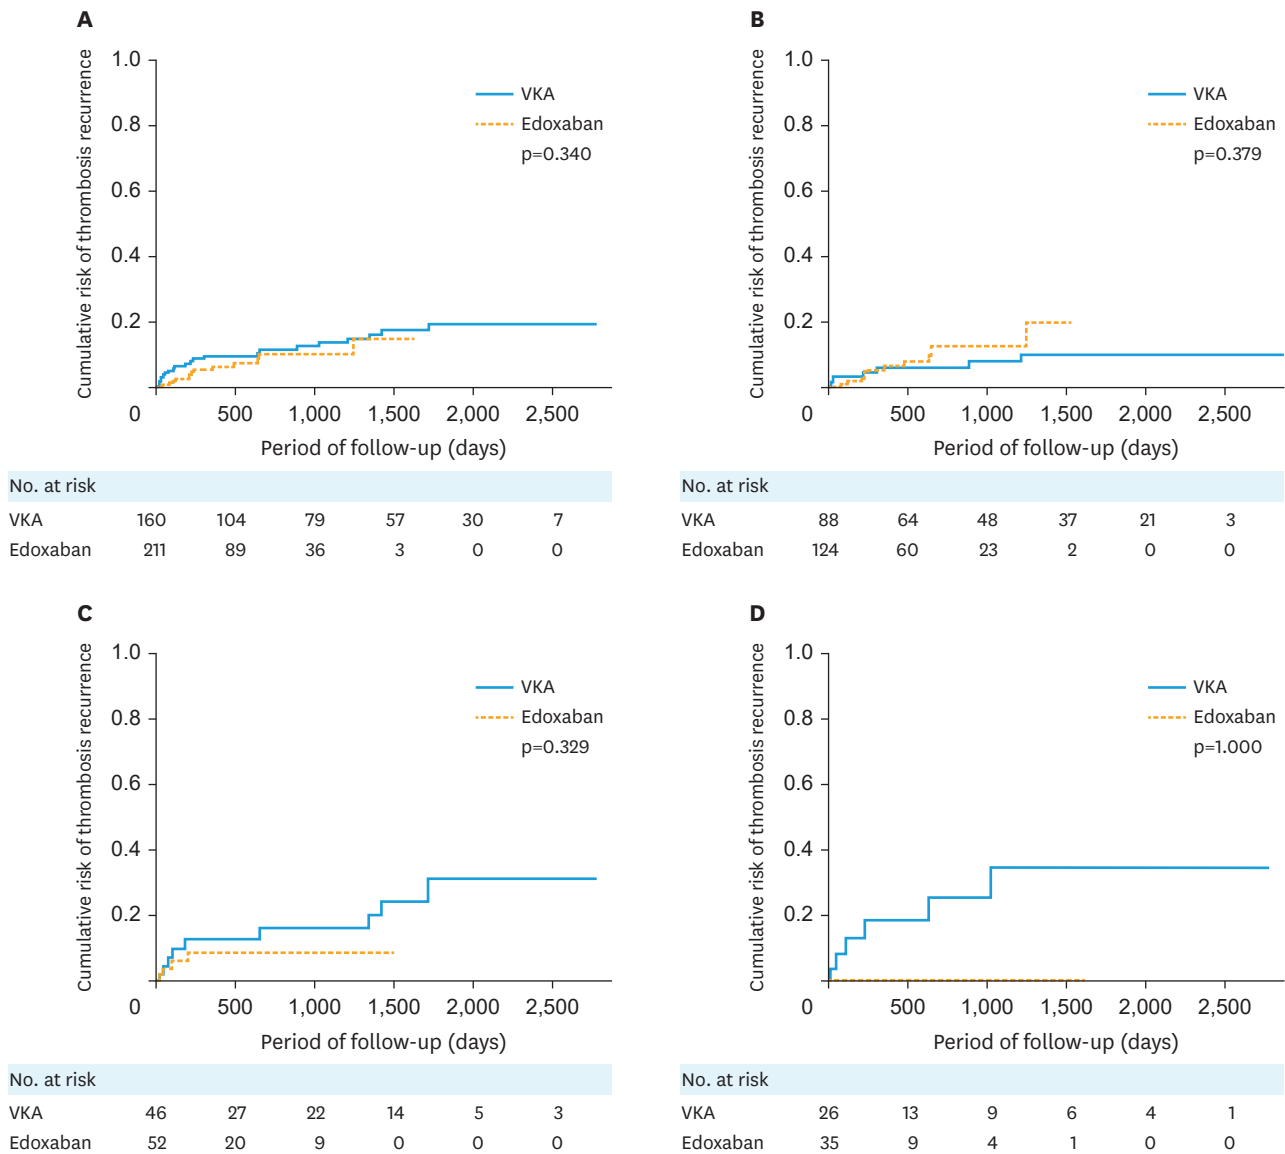 A
Cumulative risk of thrombosis recurrence
1.0
0.8
0.6
0.4
0.2
VKA
Edoxaban
p=0.340
0 500 1,000 1,500 2,000 2,500
Period of follow-up (days)
No. at risk
VKA 160 104 79 57 30 7
Edoxaban 211 89 36 3 0 0
B
Cumulative risk of thrombosis recurrence
1.0
0.8
0.6
0.4
0.2
VKA
Edoxaban
p=0.379
0 500 1,000 1,500 2,000 2,500
Period of follow-up (days)
No. at risk
VKA 88 64 48 37 21 3
Edoxaban 124 60 23 2 0 0
C
Cumulative risk of thrombosis recurrence
1.0
0.8
0.6
0.4
0.2
VKA
Edoxaban
p=0.329
0 500 1,000 1,500 2,000 2,500
Period of follow-up (days)
No. at risk
VKA 46 27 22 14 5 3
Edoxaban 52 20 9 0 0 0
D
Cumulative risk of thrombosis recurrence
1.0
0.8
0.6
0.4
0.2
VKA
Edoxaban
p=1.000
0 500 1,000 1,500 2,000 2,500
Period of follow-up (days)
No. at risk
VKA 26 13 9 6 4 1
Edoxaban 35 9 4 1 0 0